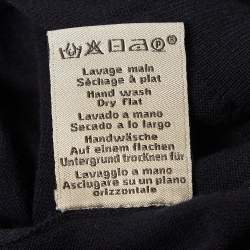 Lavage main
Séchage à plat
Hand wash
Dry flat
Lavado a mano
Secado a lo largo
Handwäsche
Auf einem flachen
Untergrund trocknen für
Lavaggio a mano
Asciugare su un piano
orizzontale